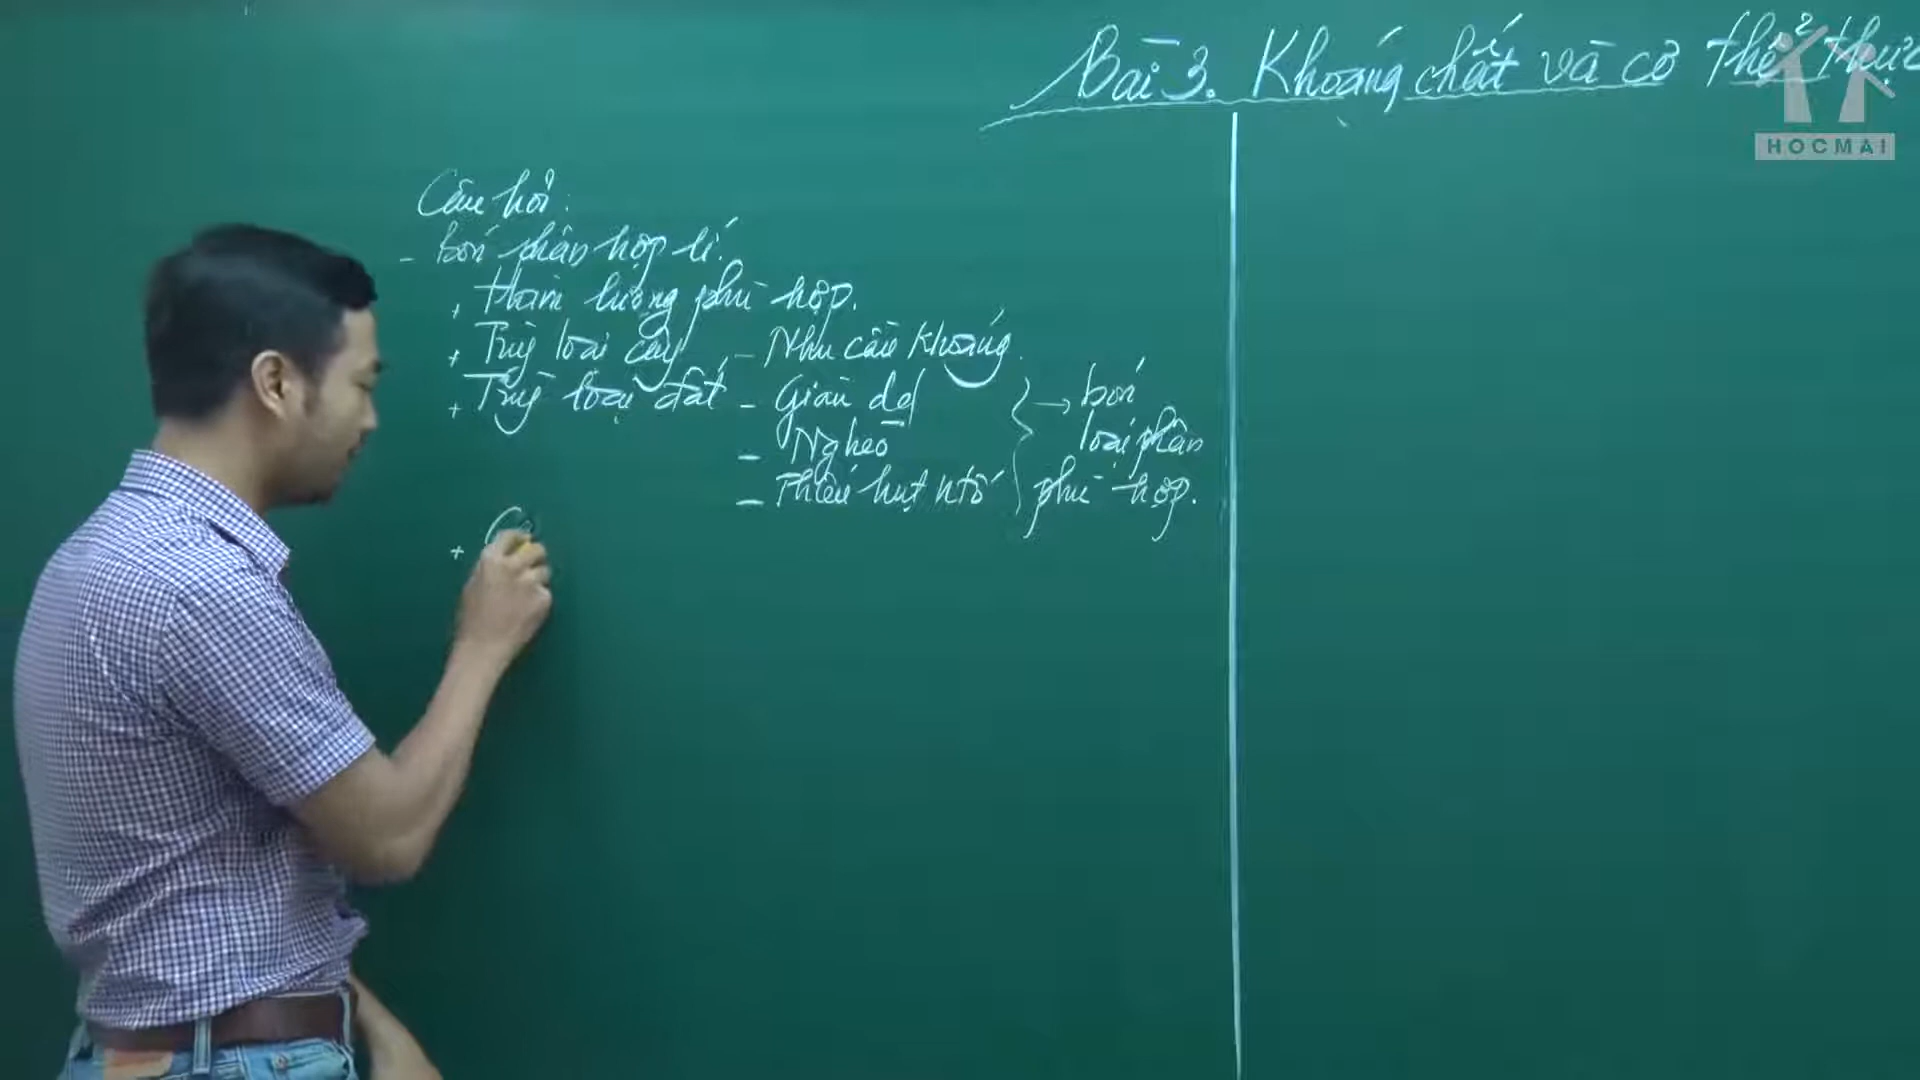 Bài 3. Khoáng chất và cơ thể thực
HOCMAI
Câu hỏi:
- bón phân hợp lí.
+ Hàm lượng phù hợp.
+ Tùy loại cây - Nhu cầu khoáng.
+ Tùy loại đất - Giàu dd
- Nghèo
- Thiếu hụt ntố
} → bón
loại phân
phù hợp.
+